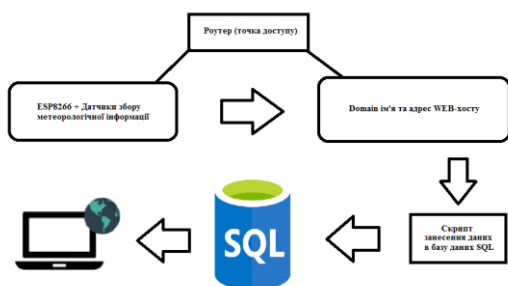 Роутер (точка доступу)
ESP8266 + Датчики збору
метеорологічної інформації
Domain ім'я та адрес WEB-хосту
Скрипт
занесення даних
в базу даних SQL
SQL